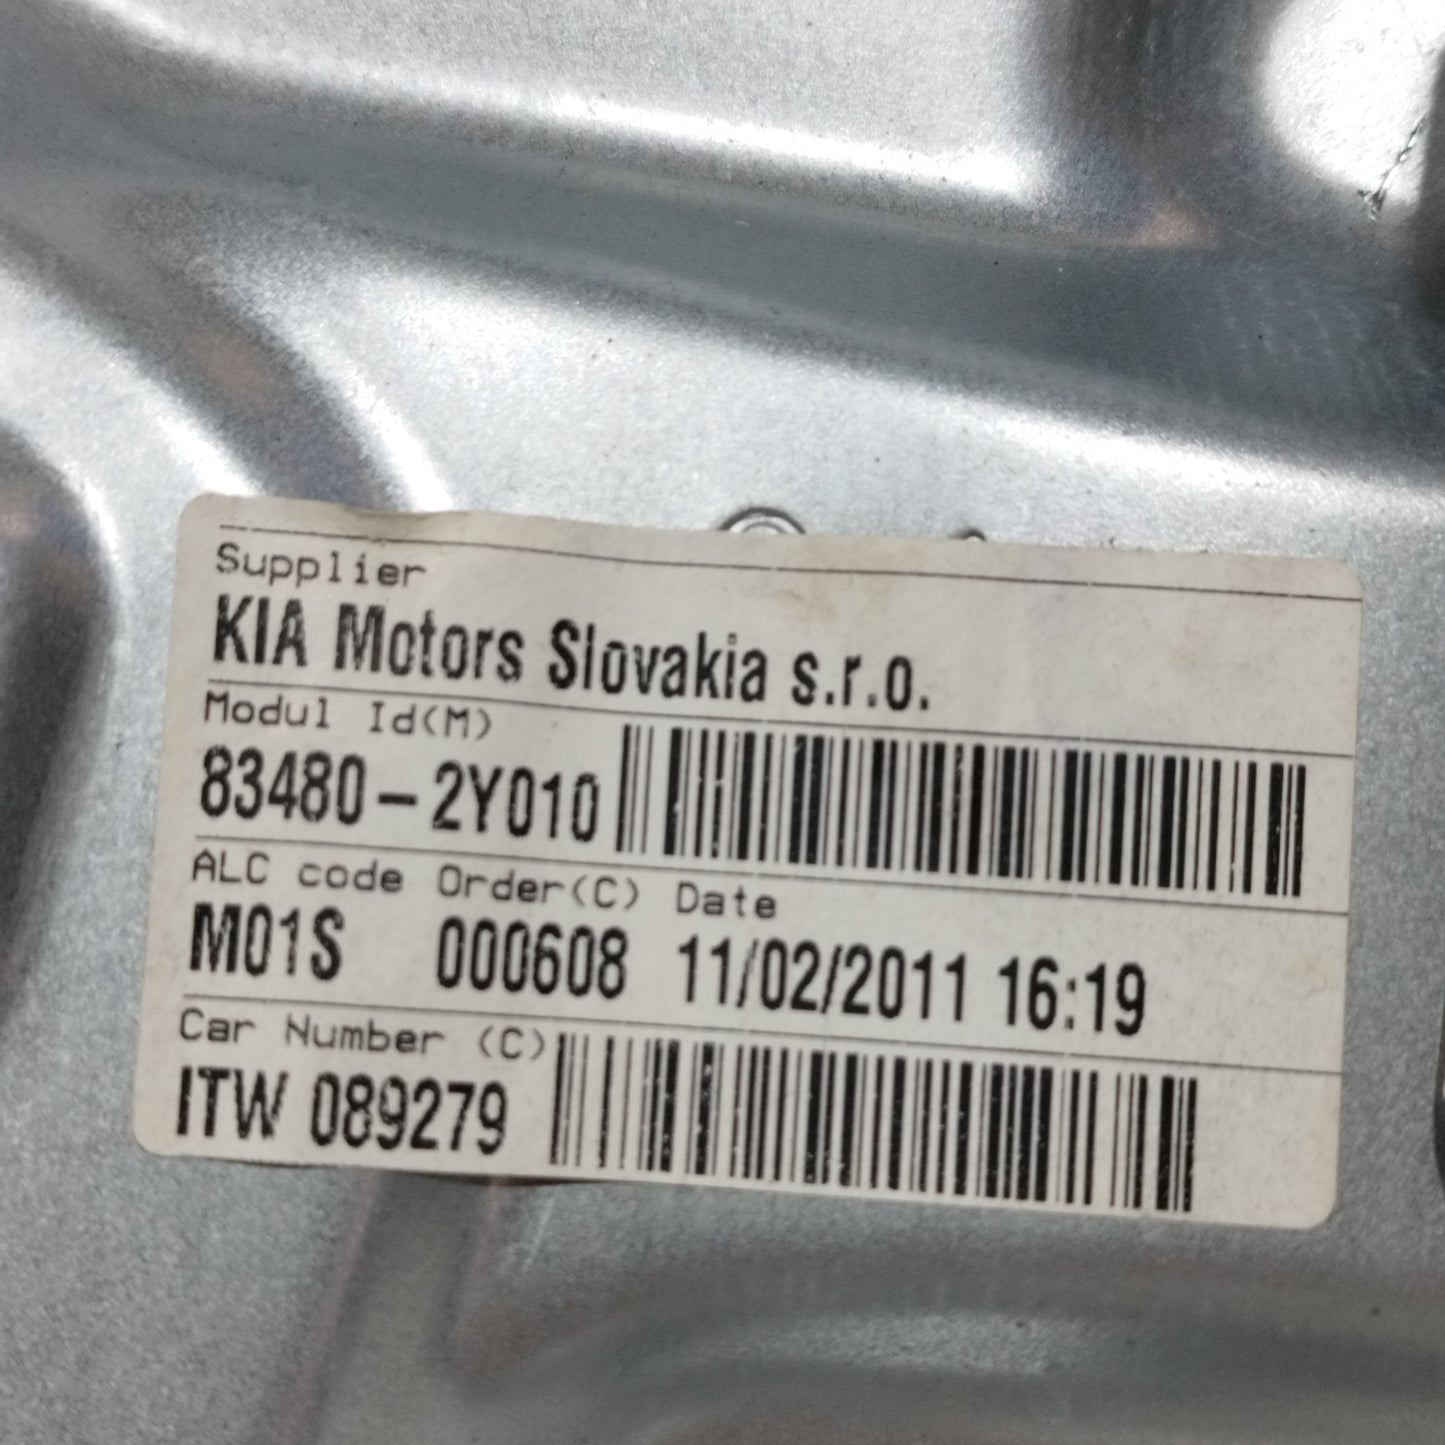 Supplier
KIA Motors Slovakia s.r.o.
Modul Id(M)
83480-2Y010
ALC code Order(C) Date
M01S 000608 11/02/2011 16:19
Car Number (C)
ITW 089279